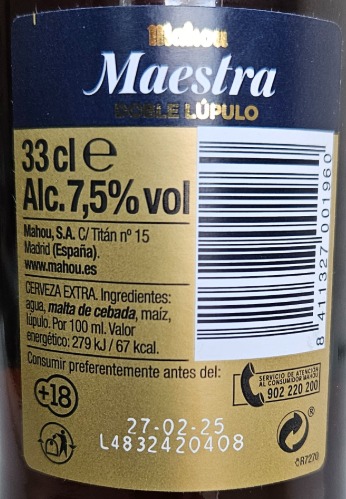 Mahou
Maestra
DOBLE LÚPULO
33 cl e
Alc.7,5% vol
Mahou, S.A. C/ Titán nº 15
Madrid (España).
www.mahou.es
CERVEZA EXTRA. Ingredientes:
agua, malta de cebada, maíz,
lúpulo. Por 100 ml. Valor
energético: 279 kJ / 67 kcal.
Consumir preferentemente antes del:
8 411327 001960
SERVICIO DE ATENCIÓN
AL CONSUMIDOR MAHOU
902 220 200
+18
27-02-25
L4832420408
R7270